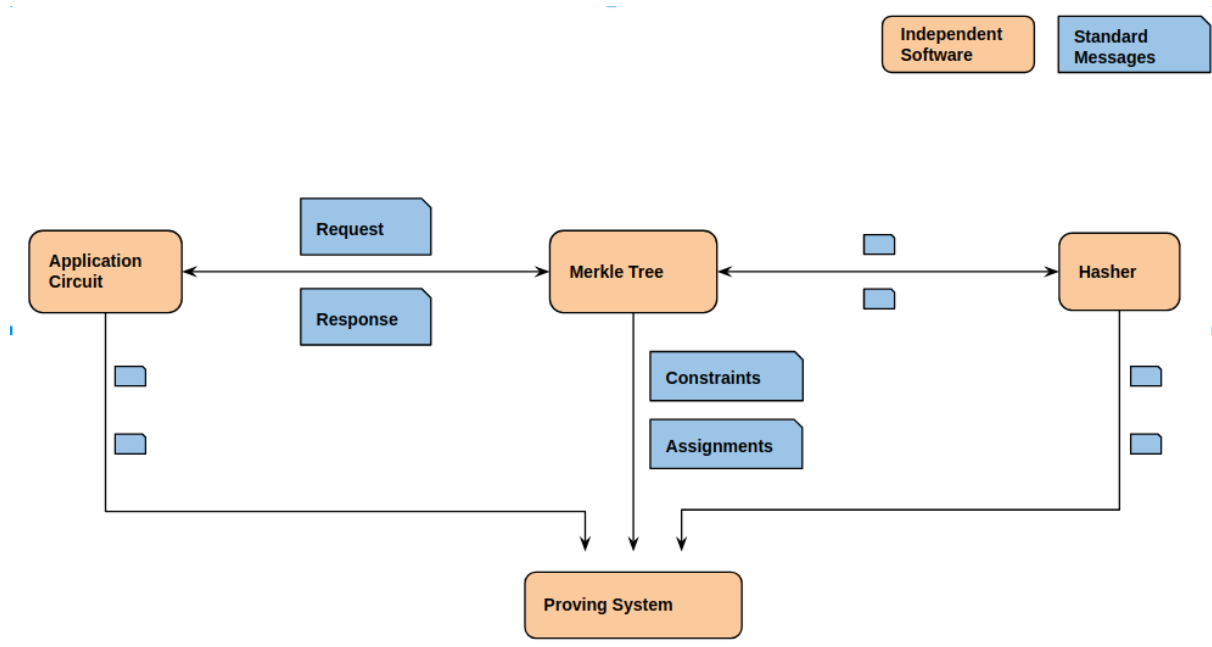 Independent
Software
Standard
Messages
Request
Application
Circuit
Merkle Tree
Hasher
Response
Constraints
Assignments
Proving System